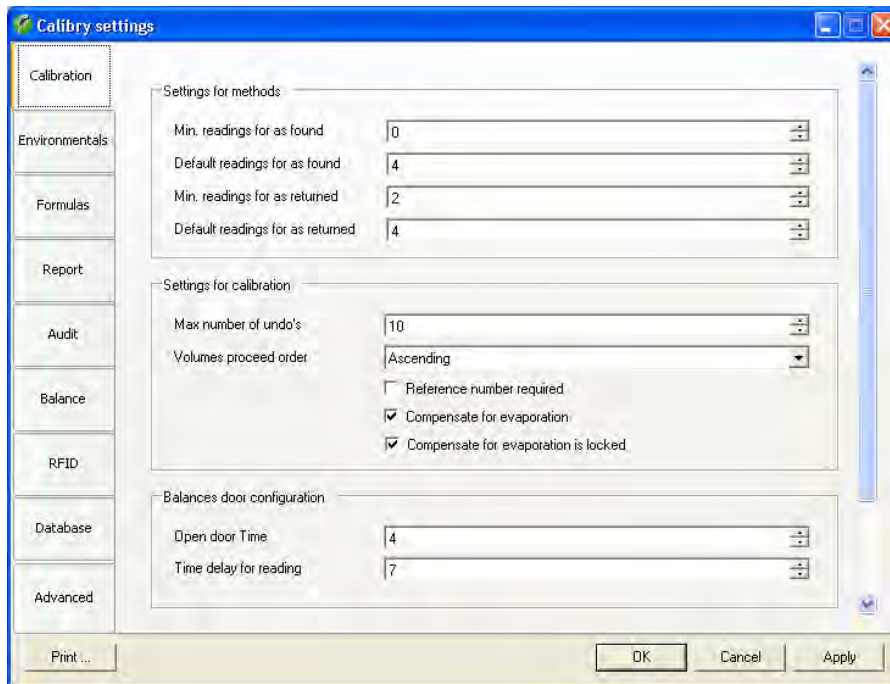 Calibry settings
Calibration
Environmentals
Formulas
Report
Audit
Balance
RFID
Database
Advanced
Settings for methods
Min. readings for as found 0
Default readings for as found 4
Min. readings for as returned 2
Default readings for as returned 4
Settings for calibration
Max number of undo's 10
Volumes proceed order Ascending
Reference number required
Compensate for evaporation
Compensate for evaporation is locked
Balances door configuration
Open door Time 4
Time delay for reading 7
Print ... OK Cancel Apply